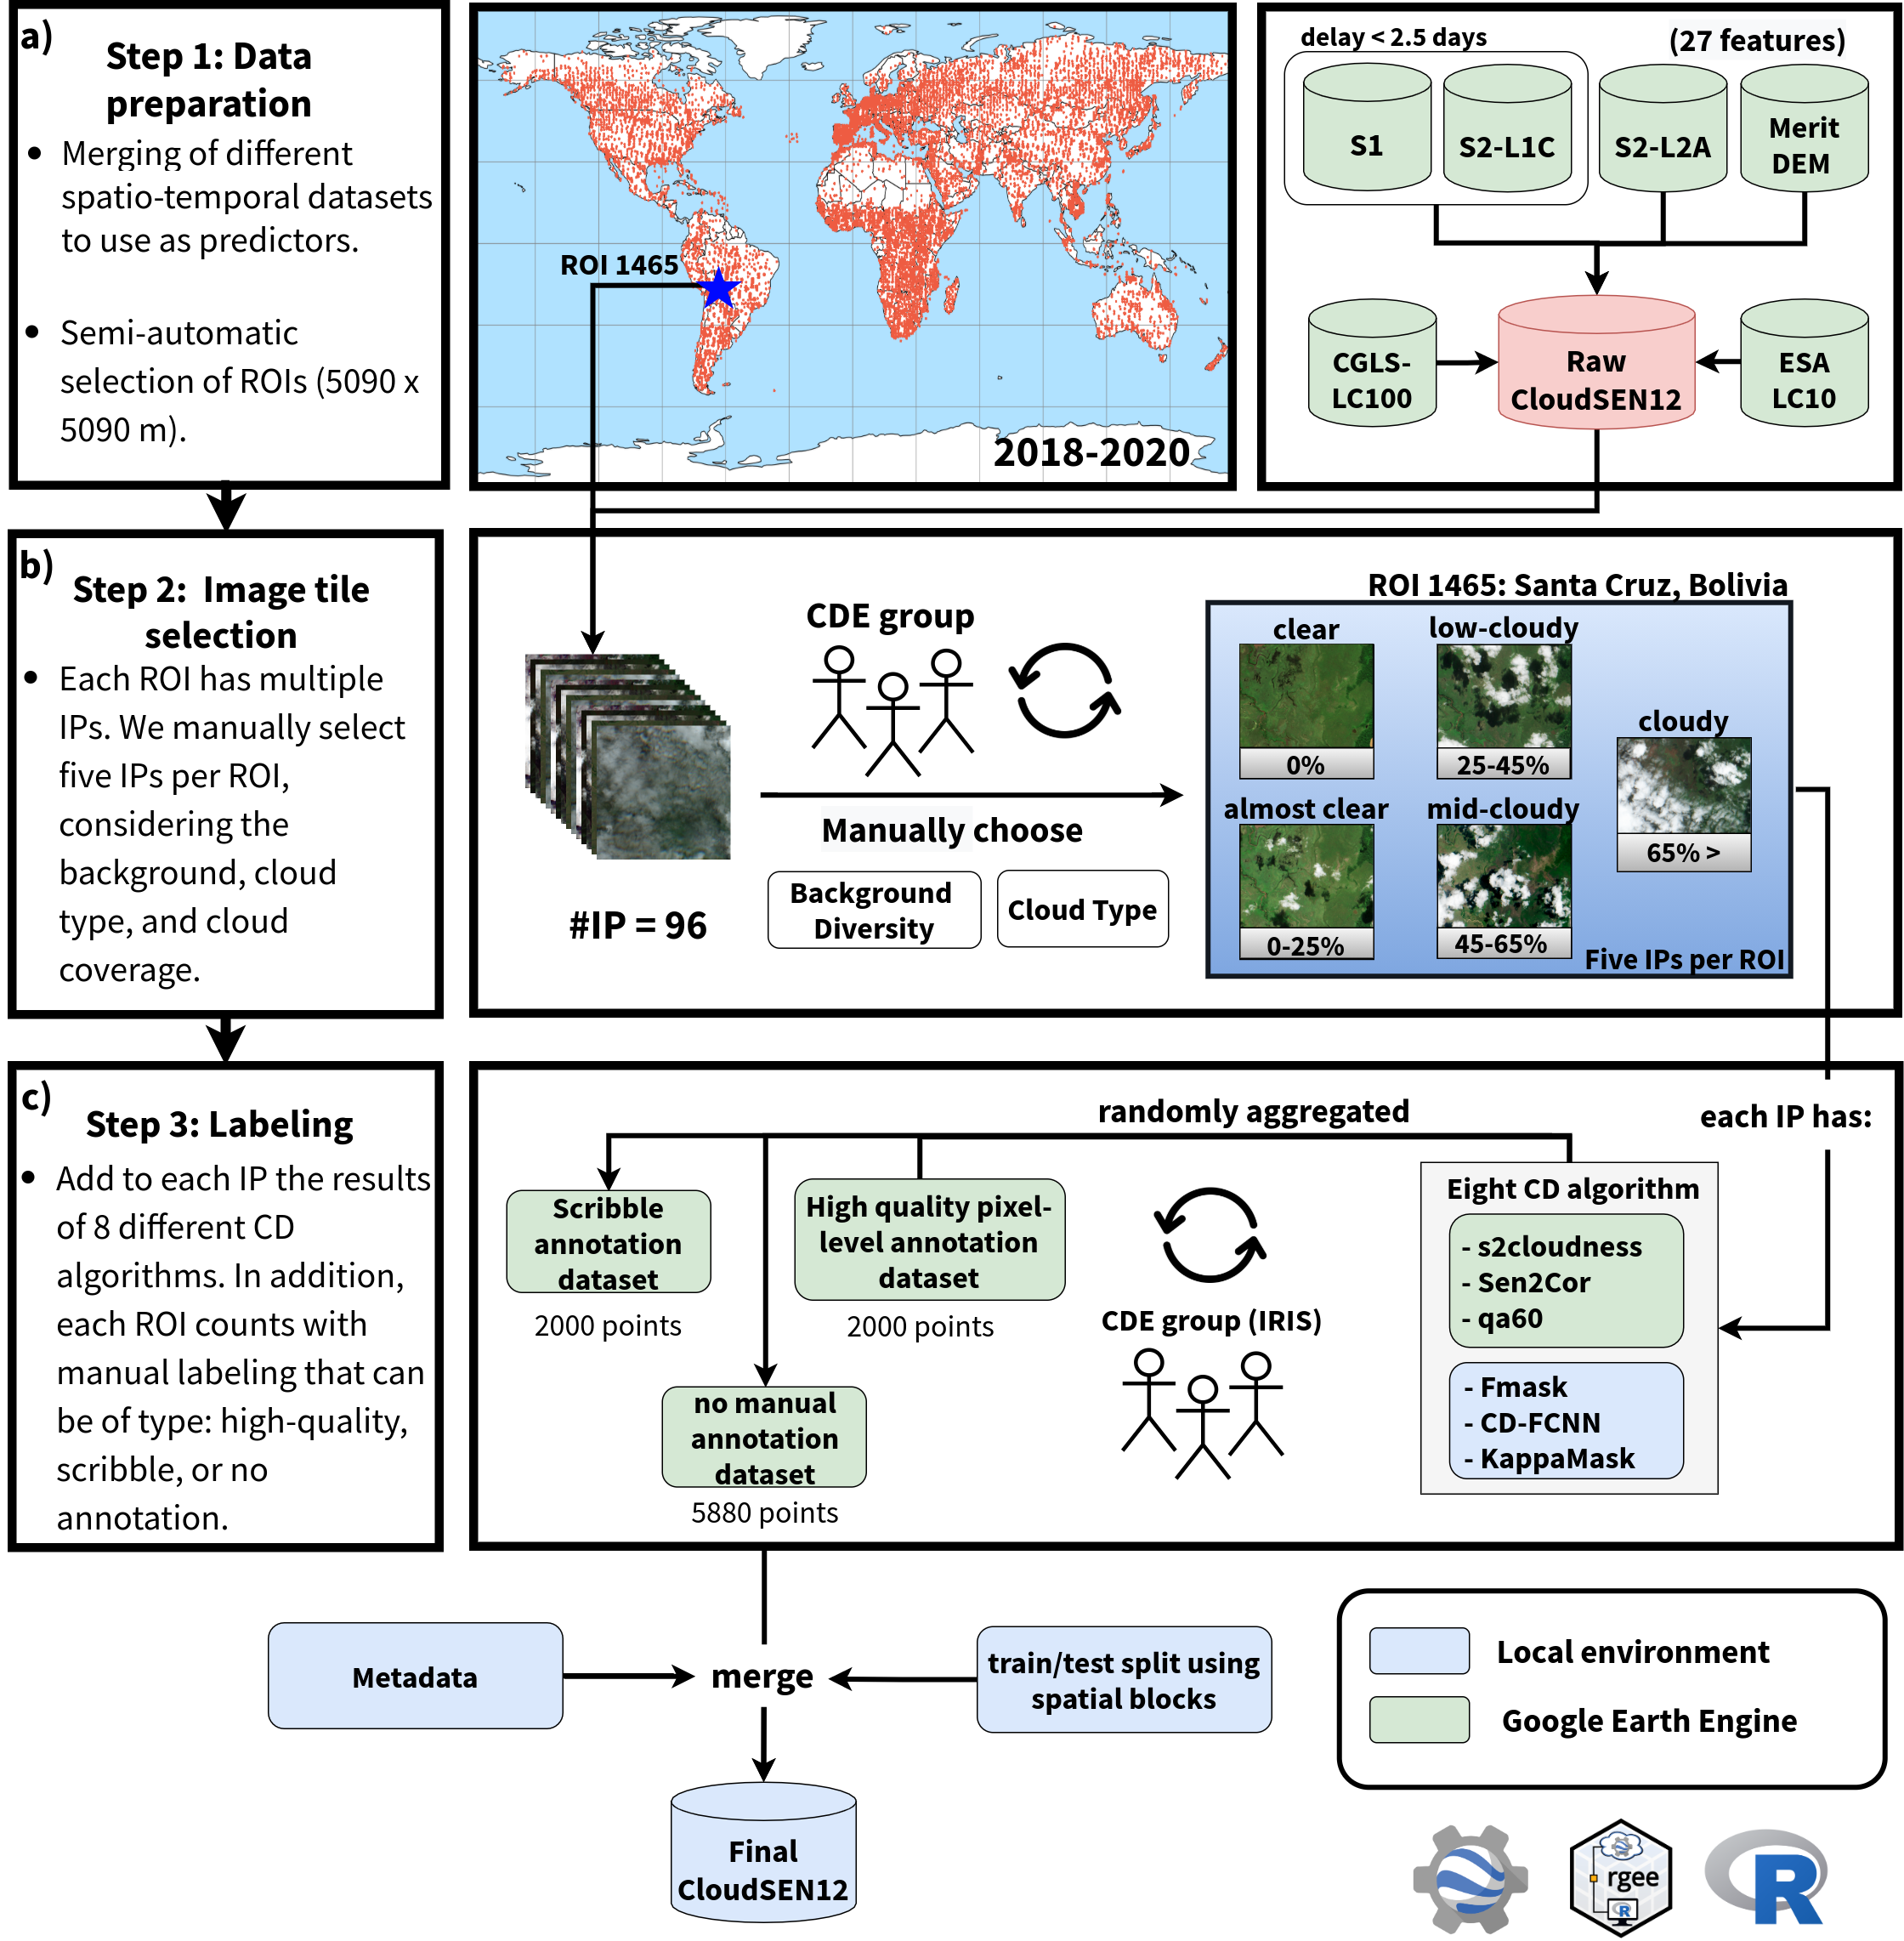 a)
Step 1: Data
preparation
• Merging of different
spatio-temporal datasets
to use as predictors.
• Semi-automatic
selection of ROIs (5090 x
5090 m).
ROI 1465
2018-2020
delay < 2.5 days
(27 features)
S1
S2-L1C
S2-L2A
Merit
DEM
CGLS-
LC100
Raw
CloudSEN12
ESA
LC10
b)
Step 2: Image tile
selection
• Each ROI has multiple
IPs. We manually select
five IPs per ROI,
considering the
background, cloud
type, and cloud
coverage.
#IP = 96
CDE group
Manually choose
Background
Diversity
Cloud Type
ROI 1465: Santa Cruz, Bolivia
clear
0%
low-cloudy
25-45%
cloudy
65% >
almost clear
0-25%
mid-cloudy
45-65%
Five IPs per ROI
c)
Step 3: Labeling
• Add to each IP the results
of 8 different CD
algorithms. In addition,
each ROI counts with
manual labeling that can
be of type: high-quality,
scribble, or no
annotation.
randomly aggregated
each IP has:
Scribble
annotation
dataset
2000 points
High quality pixel-
level annotation
dataset
2000 points
no manual
annotation
dataset
5880 points
CDE group (IRIS)
Eight CD algorithm
- s2cloudness
- Sen2Cor
- qa60
- Fmask
- CD-FCNN
- KappaMask
Metadata
merge
train/test split using
spatial blocks
Final
CloudSEN12
Local environment
Google Earth Engine
rgee
R
R